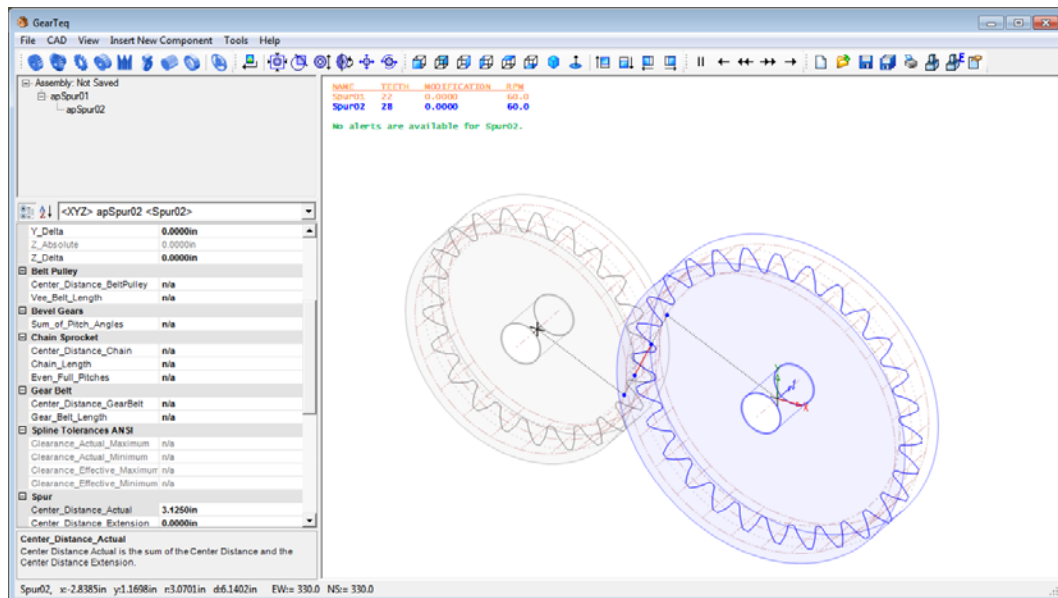 GearTeq
File CAD View Insert New Component Tools Help
Assembly: Not Saved
apSpur01
apSpur02
NAME TEETH MODIFICATION RPM
Spur01 22 0.0000 60.0
Spur02 28 0.0000 60.0
No alerts are available for Spur02.
<XYZ> apSpur02 <Spur02>
Y_Delta 0.0000in
Z_Absolute 0.0000in
Z_Delta 0.0000in
Belt Pulley
Center_Distance_BeltPulley n/a
Vee_Belt_Length n/a
Bevel Gears
Sum_of_Pitch_Angles n/a
Chain Sprocket
Center_Distance_Chain n/a
Chain_Length n/a
Even_Full_Pitches n/a
Gear Belt
Center_Distance_GearBelt n/a
Gear_Belt_Length n/a
Spline Tolerances ANSI
Clearance_Actual_Maximum n/a
Clearance_Actual_Minimum n/a
Clearance_Effective_Maximum n/a
Clearance_Effective_Minimum n/a
Spur
Center_Distance_Actual 3.1250in
Center_Distance_Extension 0.0000in
Center_Distance_Actual
Center Distance Actual is the sum of the Center Distance and the
Center Distance Extension.
X
Spur02, x:-2.8385in y:1.1698in r:3.0701in d:6.1402in EW:= 330.0 NS:= 330.0